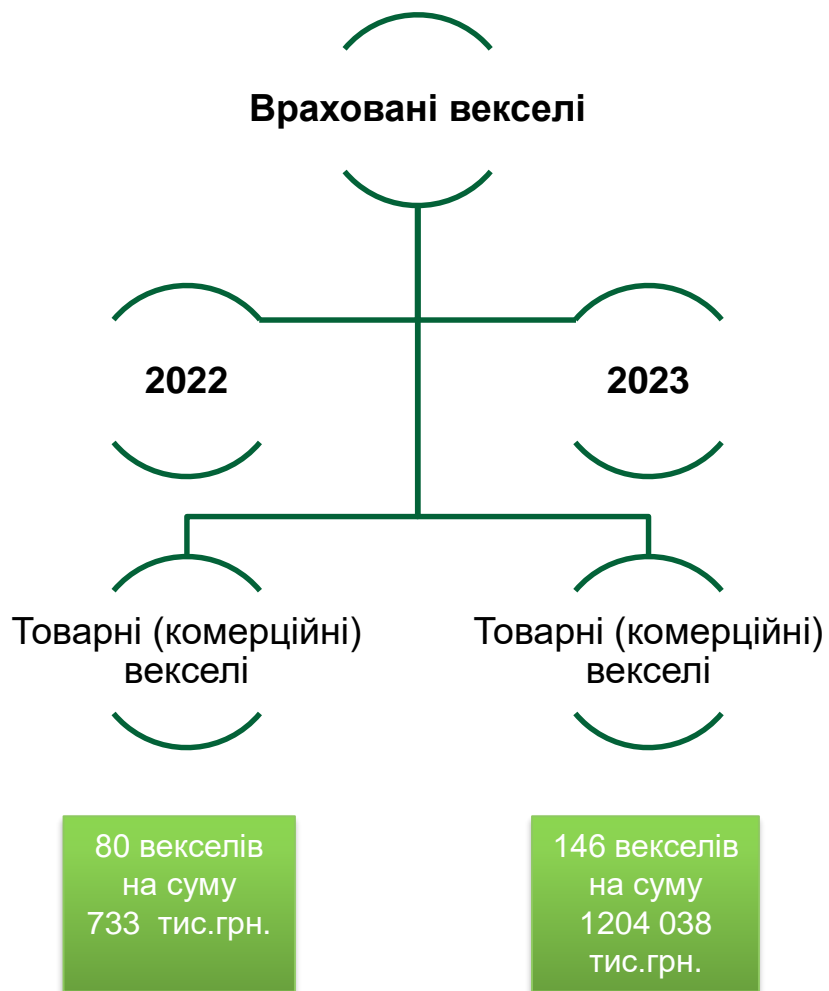 Враховані векселі
2022
2023
Товарні (комерційні)
векселі
Товарні (комерційні)
векселі
80 векселів
на суму
733 тис.грн.
146 векселів
на суму
1204 038
тис.грн.